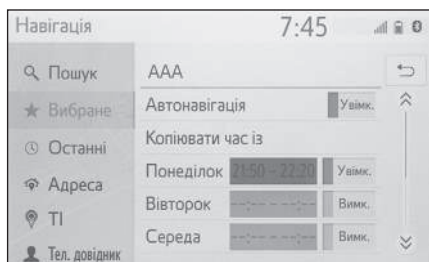 Навігація 7:45
Пошук
Вибране
Останні
Адреса
ТІ
Тел. довідник
AAA
Автонавігація Увімк.
Копіювати час із
Понеділок 21:50 – 22:20 Увімк.
Вівторок --:-- – --:-- Вимк.
Середа --:-- – --:-- Вимк.